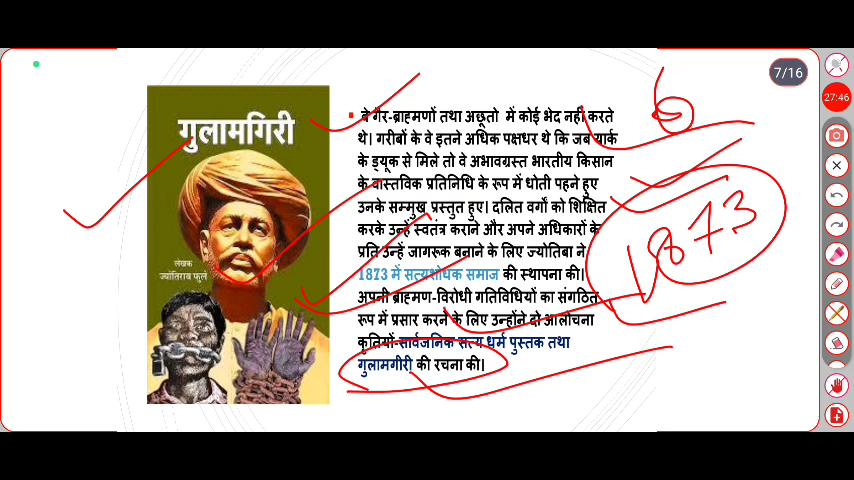 7/16
27:46
गुलामगिरी
लेखक
ज्योतिराव फुले
वे गैर-ब्राह्मणों तथा अछूतो में कोई भेद नही करते
थे। गरीबों के वे इतने अधिक पक्षधर थे कि जब यार्क
के ड्यूक से मिले तो वे अभावग्रस्त भारतीय किसान
के वास्तविक प्रतिनिधि के रूप में धोती पहने हुए
उनके सम्मुख प्रस्तुत हुए। दलित वर्गों को शिक्षित
करके उन्हें स्वतंत्र कराने और अपने अधिकारों के
प्रति उन्हें जागरूक बनाने के लिए ज्योतिबा ने
1873 में सत्यशोधक समाज की स्थापना की।
अपनी ब्राह्मण-विरोधी गतिविधियों का संगठित
रूप में प्रसार करने के लिए उन्होंने दो आलोचना
कृतियों-सार्वजनिक सत्य धर्म पुस्तक तथा
गुलामगीरी की रचना की।
1873